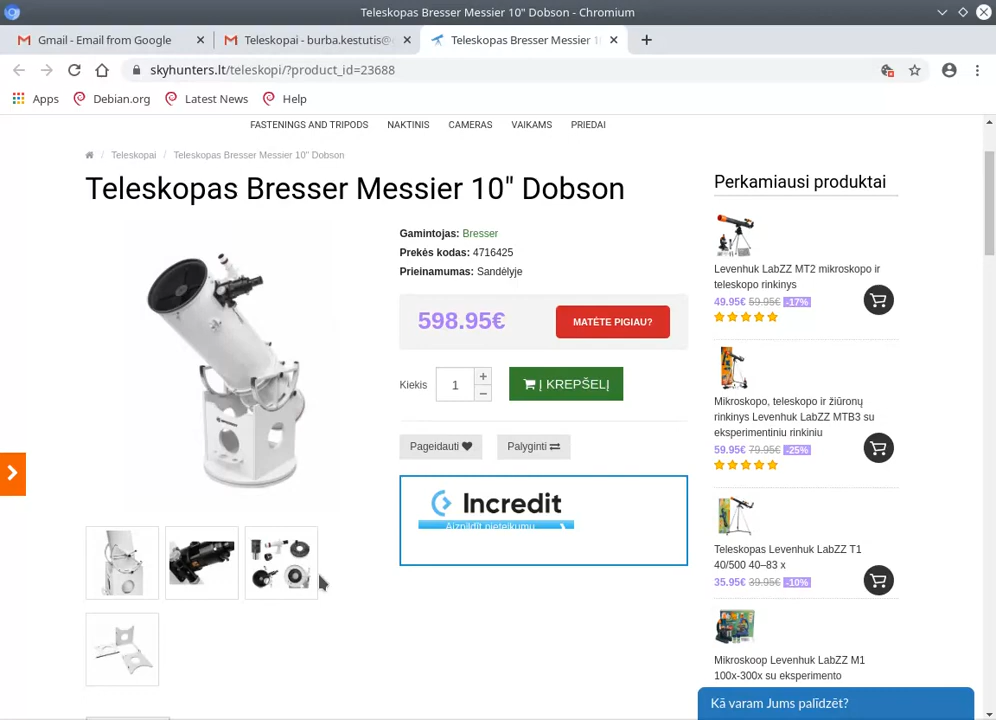 Teleskopas Bresser Messier 10" Dobson - Chromium
Gmail - Email from Google
Teleskopai - burba.kestutis@
Teleskopas Bresser Messier 1
skyhunters.lt/teleskopi/?product_id=23688
Apps
Debian.org
Latest News
Help
FASTENINGS AND TRIPODS
NAKTINIS
CAMERAS
VAIKAMS
PRIEDAI
/ Teleskopai / Teleskopas Bresser Messier 10" Dobson
Teleskopas Bresser Messier 10" Dobson
Gamintojas: Bresser
Prekės kodas: 4716425
Prieinamumas: Sandėlyje
598.95€
MATĖTE PIGIAU?
Kiekis
1
+
−
Į KREPŠELĮ
Pageidauti
Palyginti
Incredit
Aizpildīt pieteikumu
Perkamiausi produktai
Levenhuk LabZZ MT2 mikroskopo ir
teleskopo rinkinys
49.95€ 59.95€ -17%
Mikroskopo, teleskopo ir žiūronų
rinkinys Levenhuk LabZZ MTB3 su
eksperimentiniu rinkiniu
59.95€ 79.95€ -25%
Teleskopas Levenhuk LabZZ T1
40/500 40–83 x
35.95€ 39.95€ -10%
Mikroskoop Levenhuk LabZZ M1
100x-300x su eksperimento
Kā varam Jums palīdzēt?